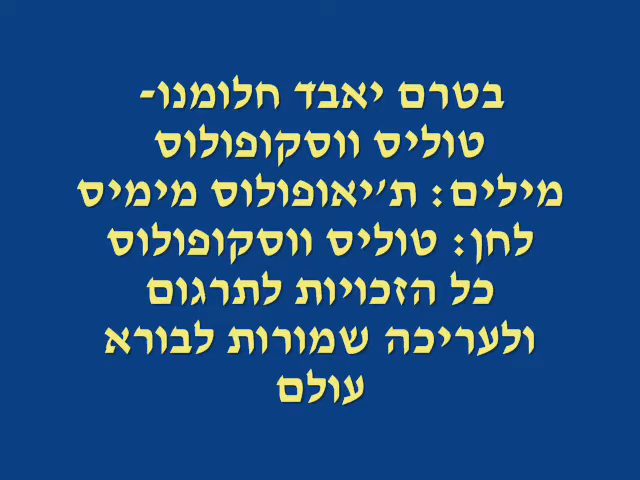 בטרם יאבד חלומנו-
טוליס ווסקופולוס
מילים: ת'יאופולוס מימיס
לחן: טוליס ווסקופולוס
כל הזכויות לתרגום
ולעריכה שמורות לבורא
עולם